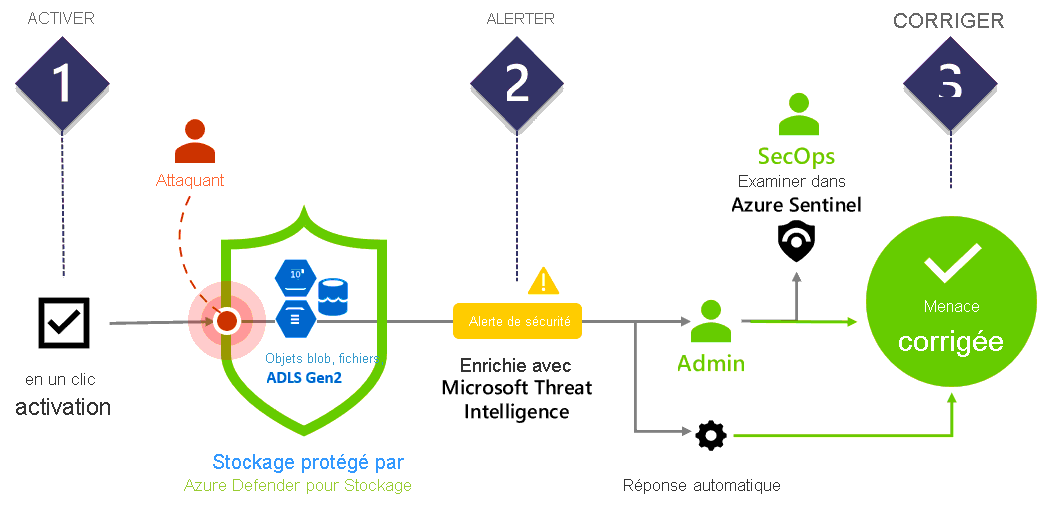 ACTIVER
1
en un clic
activation
Attaquant
10
Objets blob, fichiers,
ADLS Gen2
Stockage protégé par
Azure Defender pour Stockage
ALERTER
2
Alerte de sécurité
Enrichie avec
Microsoft Threat
Intelligence
SecOps
Examiner dans
Azure Sentinel
Admin
Réponse automatique
CORRIGER
3
Menace
corrigée